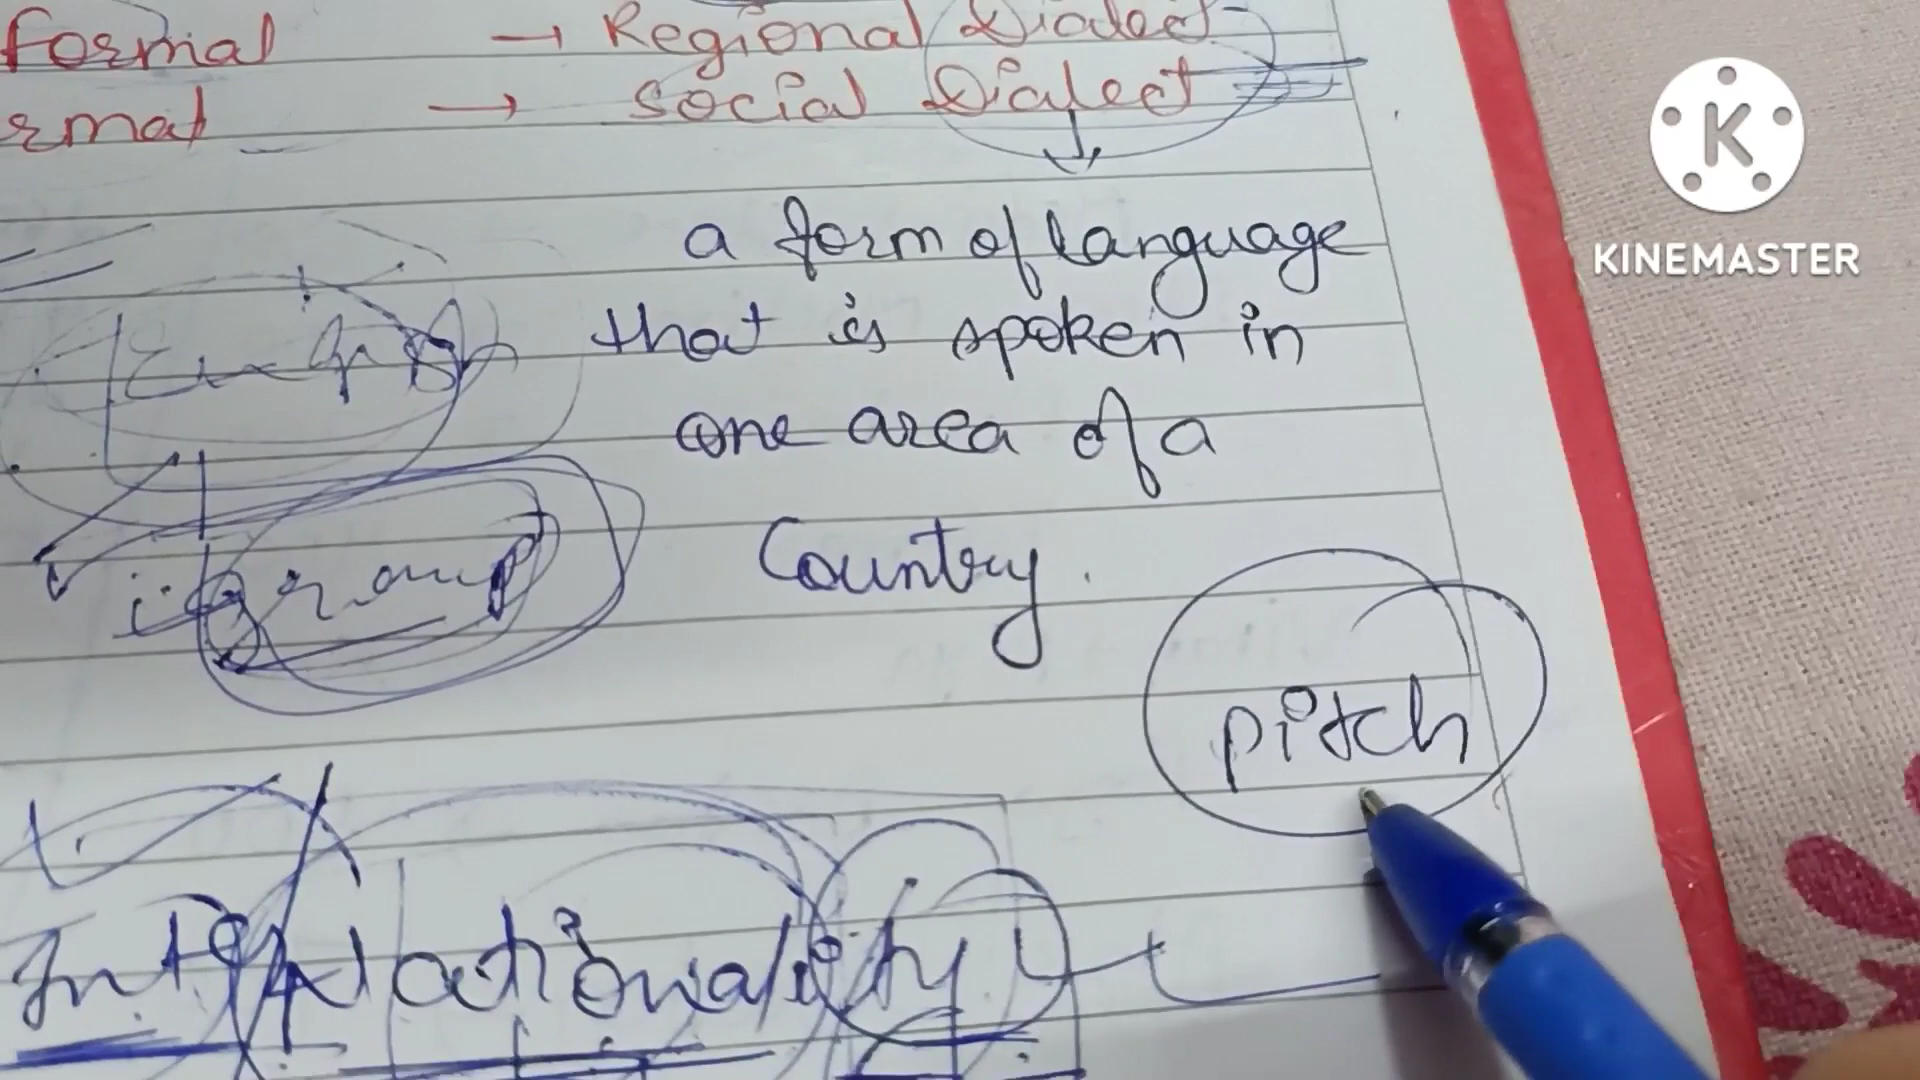 formal → Regional Dialect
rmal → Social Dialect
a form of language
that is spoken in
one area of a
Country.
group
pitch
K
KINEMASTER